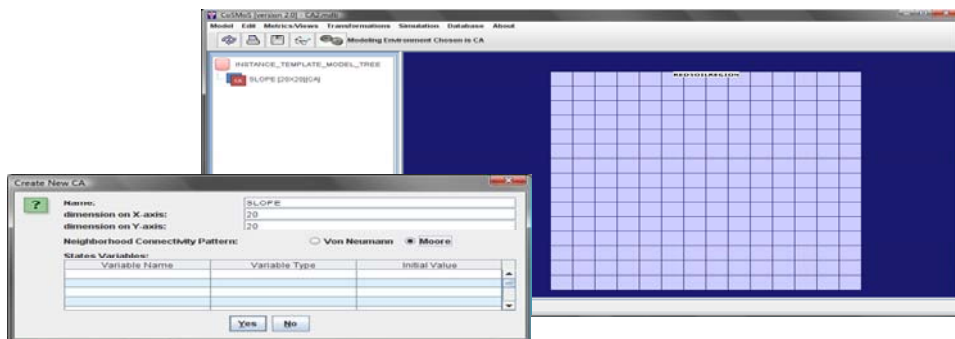 CoSMoS [version 2.0] - CA2.mdb
Model Edit Metrics/Views Transformations Simulation Database About
Modeling Environment Chosen is CA
INSTANCE_TEMPLATE_MODEL_TREE
SLOPE [20×20][CA]
REDSOILREGION
Create New CA
?
Name:
SLOPE
dimension on X-axis:
20
dimension on Y-axis:
20
Neighborhood Connectivity Pattern:
Von Neumann
Moore
States Variables:
Variable Name
Variable Type
Initial Value
Yes
No